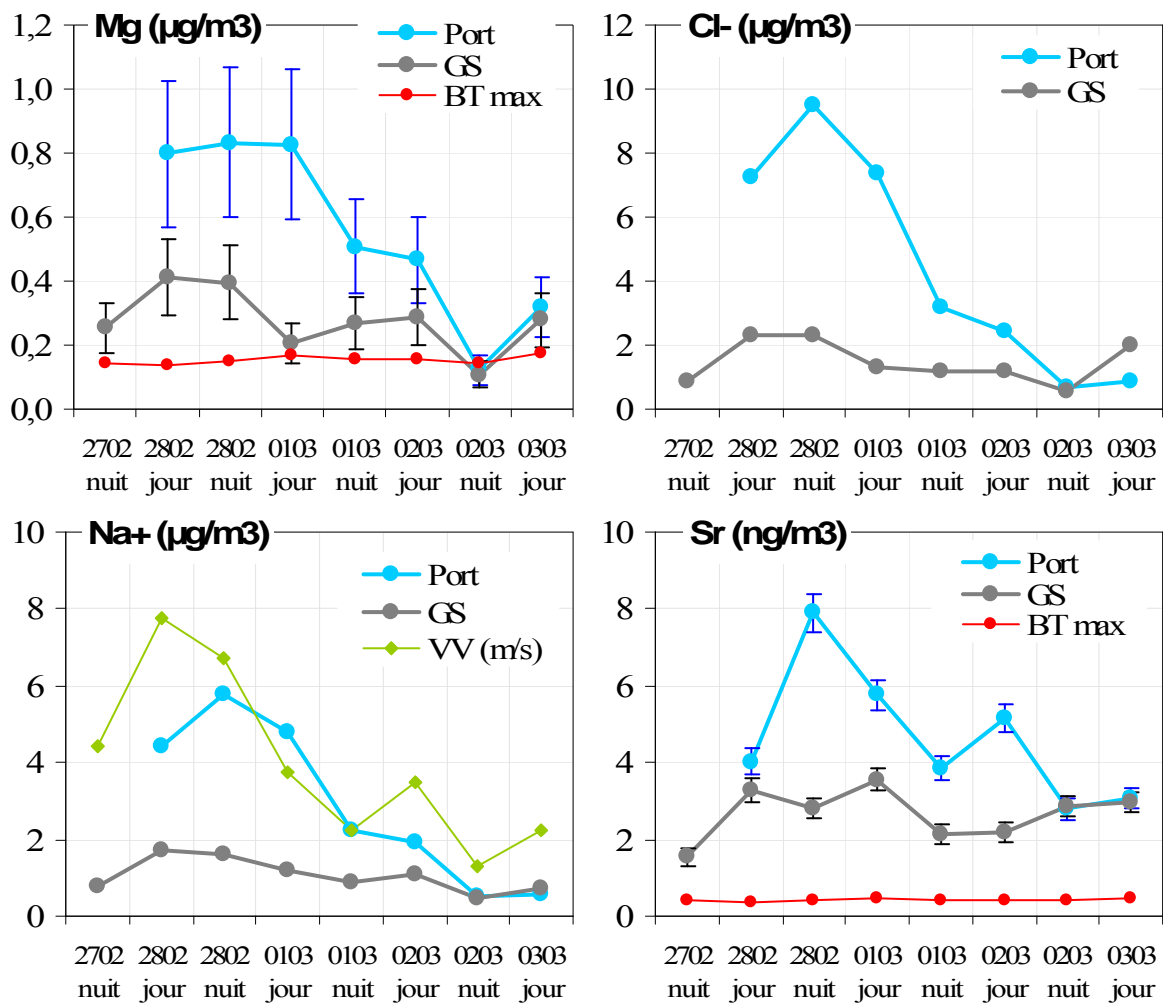 Mg (µg/m3)
1,2
1,0
0,8
0,6
0,4
0,2
0,0
Port
GS
BT max
2702 2802 2802 0103 0103 0203 0203 0303
nuit jour nuit jour nuit jour nuit jour
Cl- (µg/m3)
12
10
8
6
4
2
0
Port
GS
2702 2802 2802 0103 0103 0203 0203 0303
nuit jour nuit jour nuit jour nuit jour
Na+ (µg/m3)
10
8
6
4
2
0
Port
GS
VV (m/s)
2702 2802 2802 0103 0103 0203 0203 0303
nuit jour nuit jour nuit jour nuit jour
Sr (ng/m3)
10
8
6
4
2
0
Port
GS
BT max
2702 2802 2802 0103 0103 0203 0203 0303
nuit jour nuit jour nuit jour nuit jour